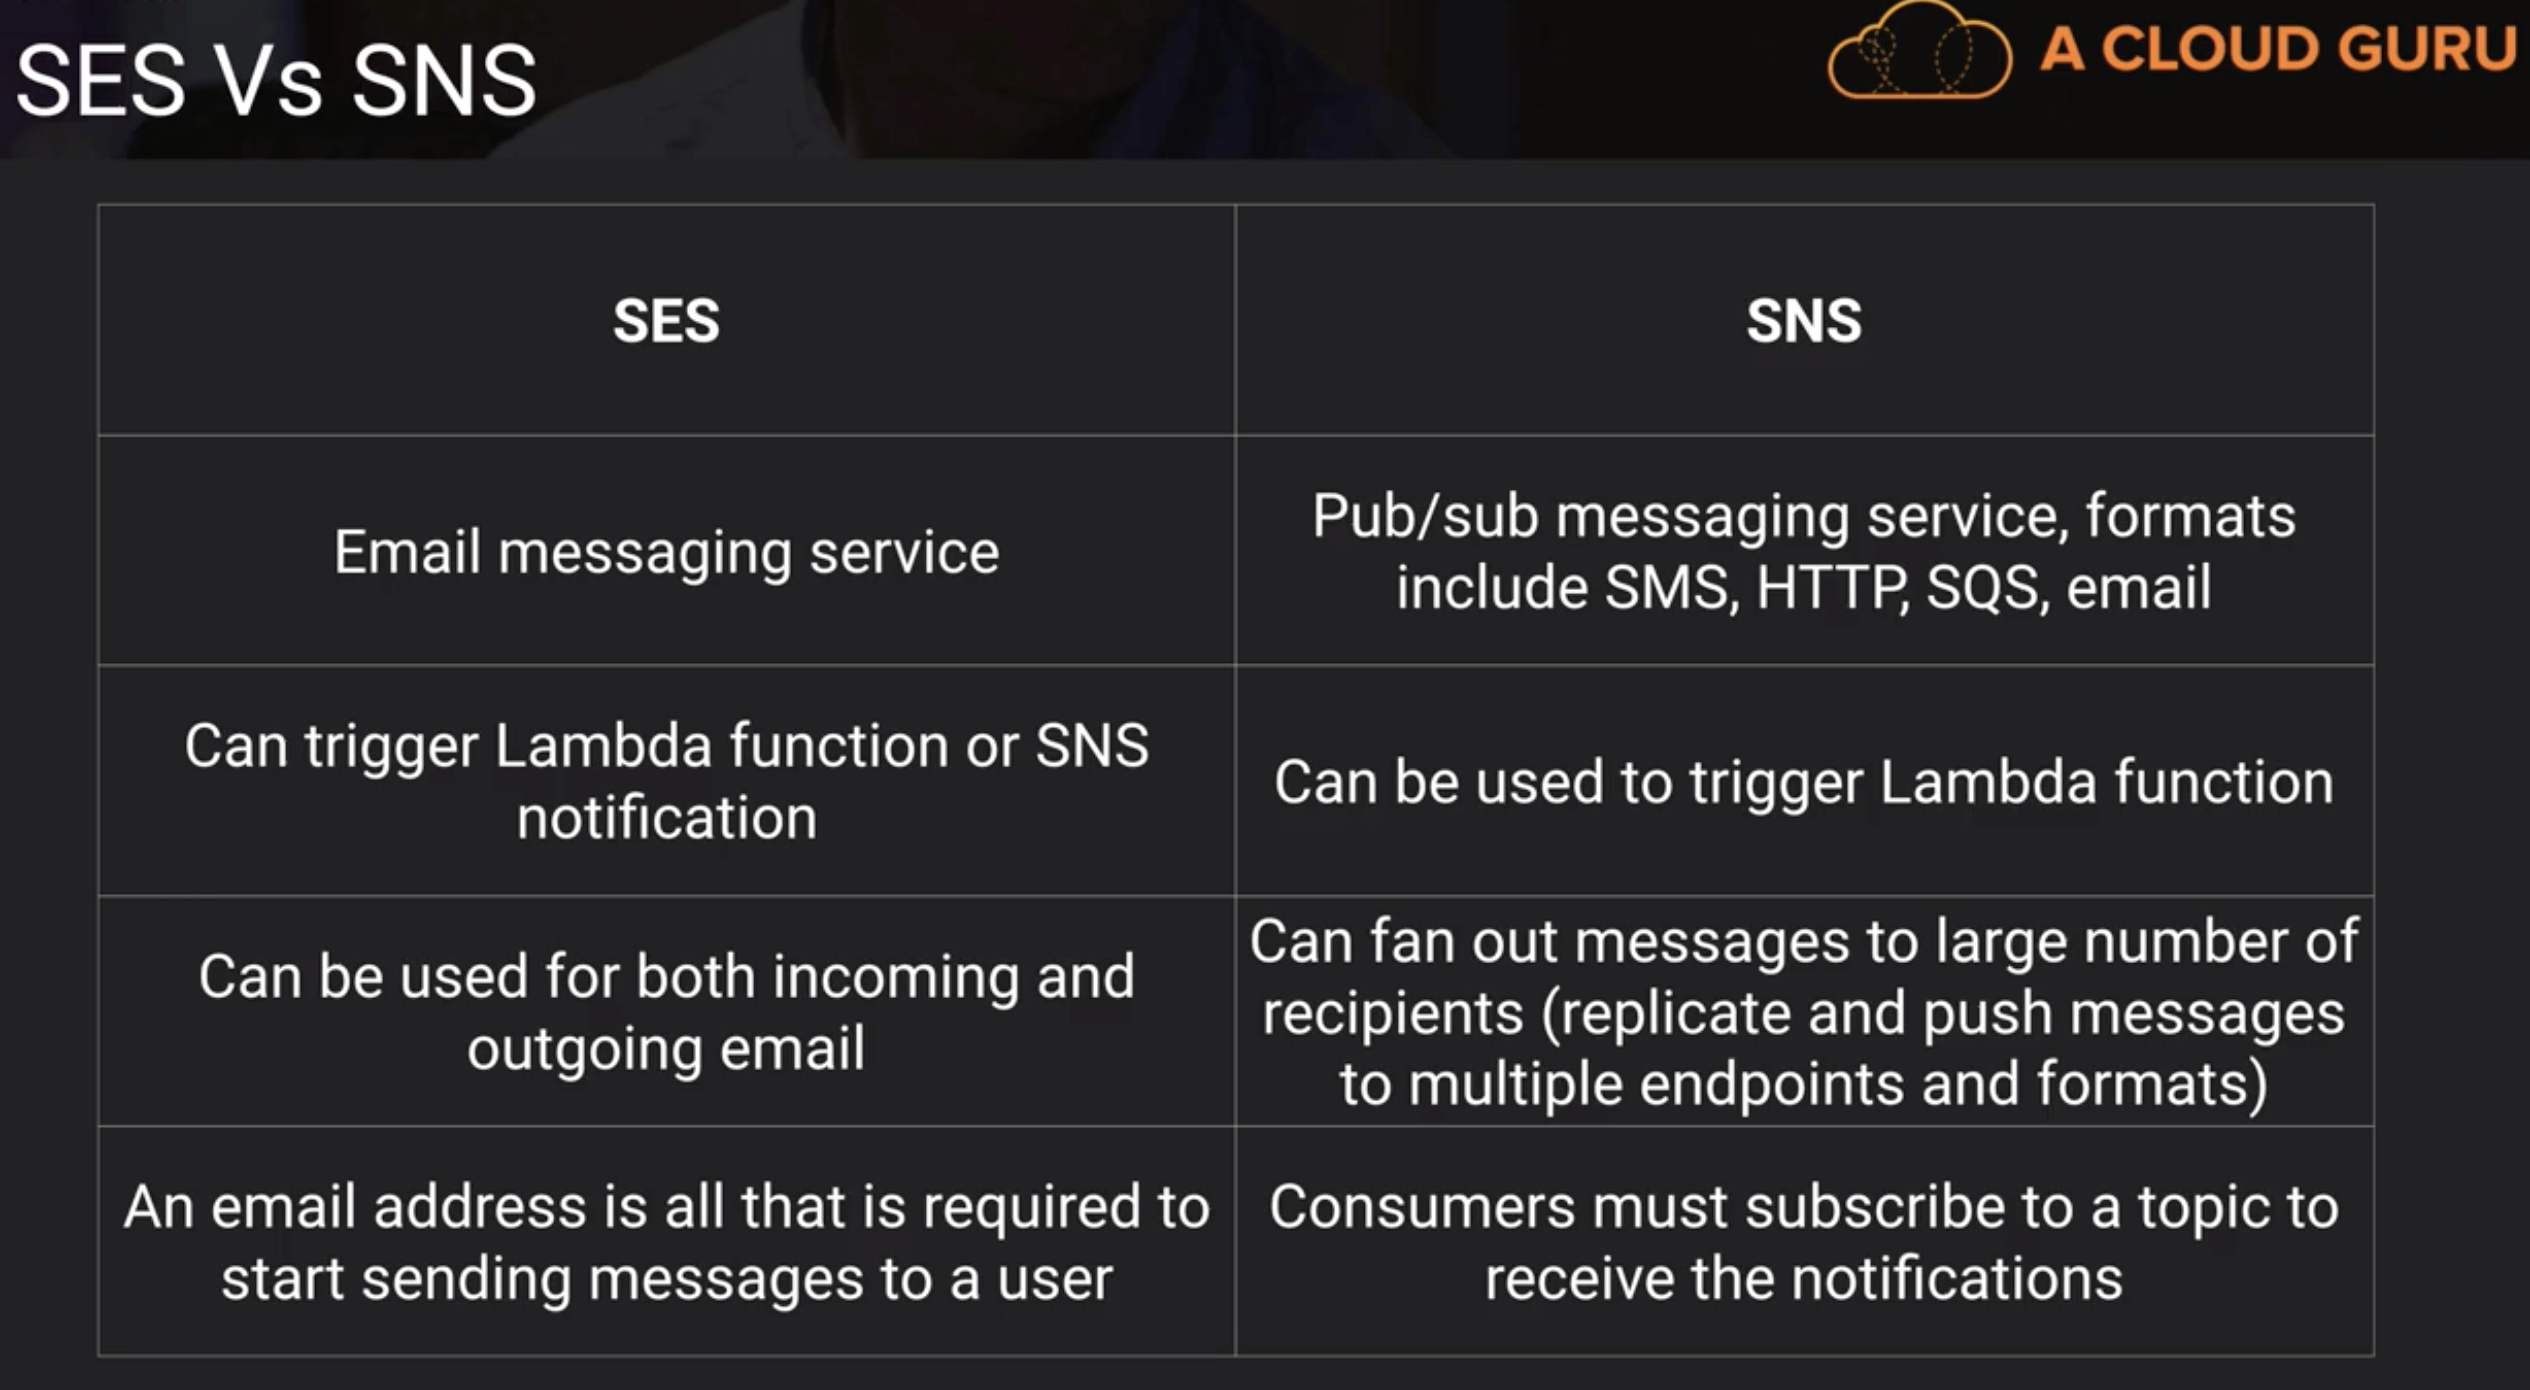 SES Vs SNS
A CLOUD GURU
SES
SNS
Email messaging service
Pub/sub messaging service, formats
include SMS, HTTP, SQS, email
Can trigger Lambda function or SNS
notification
Can be used to trigger Lambda function
Can be used for both incoming and
outgoing email
Can fan out messages to large number of
recipients (replicate and push messages
to multiple endpoints and formats)
An email address is all that is required to
start sending messages to a user
Consumers must subscribe to a topic to
receive the notifications